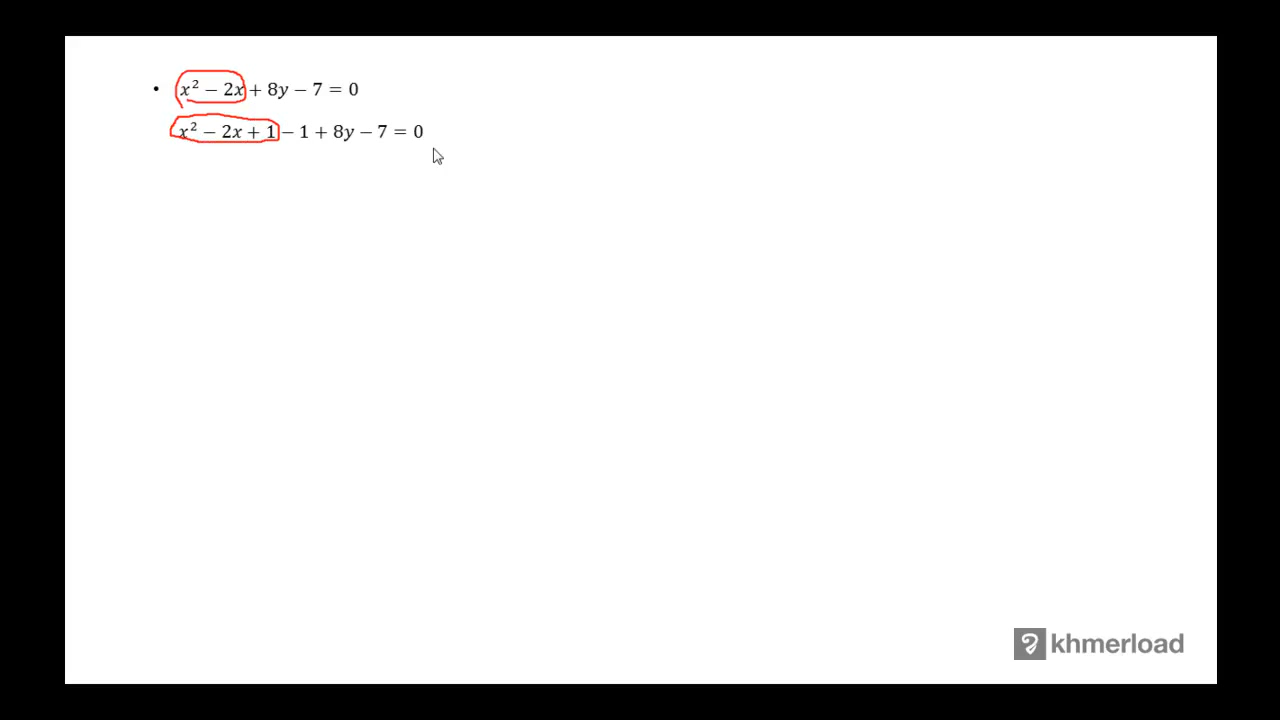 • x² − 2x + 8y − 7 = 0
x² − 2x + 1 − 1 + 8y − 7 = 0
khmerload